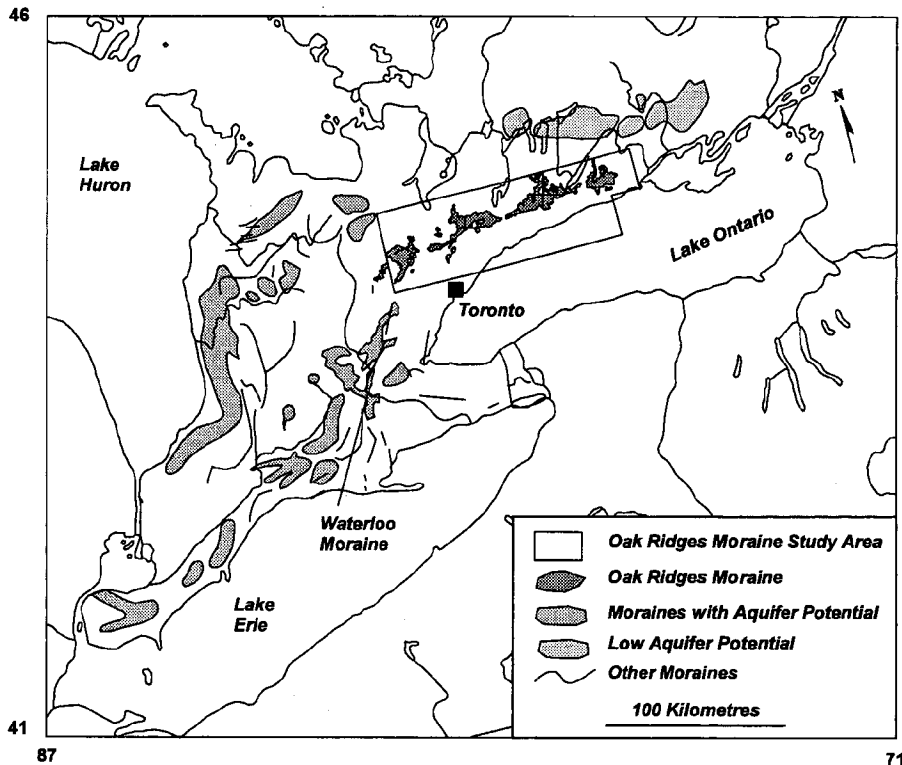 46
N
Lake
Huron
Lake Ontario
Toronto
Waterloo
Moraine
Lake
Erie
Oak Ridges Moraine Study Area
Oak Ridges Moraine
Moraines with Aquifer Potential
Low Aquifer Potential
Other Moraines
100 Kilometres
41
87
71